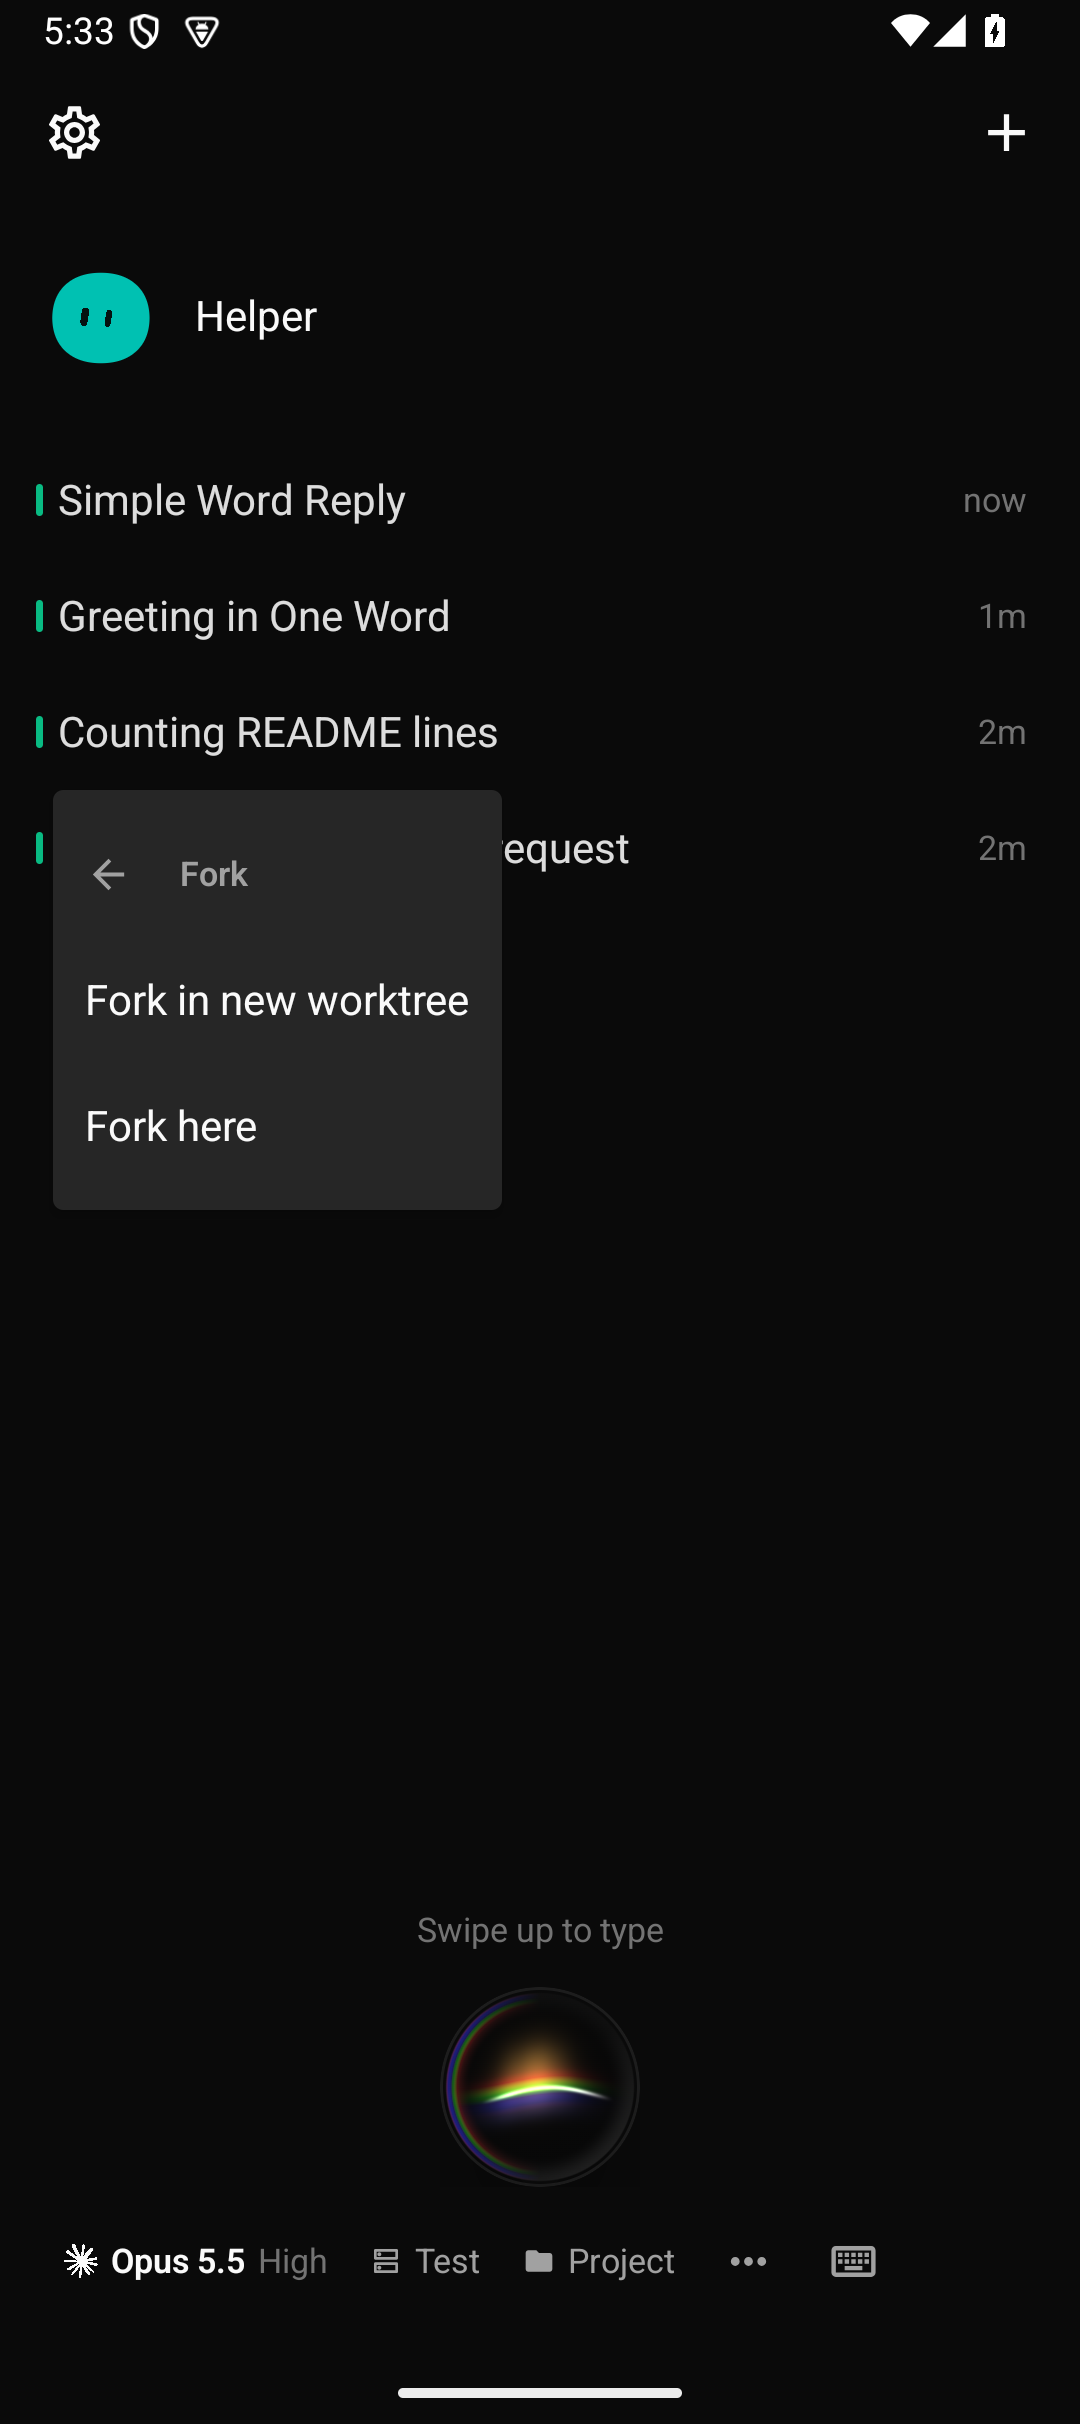 5:33
Helper
Simple Word Reply now
Greeting in One Word 1m
Counting README lines 2m
equest 2m
Fork
Fork in new worktree
Fork here
Swipe up to type
Opus 5.5 High Test Project